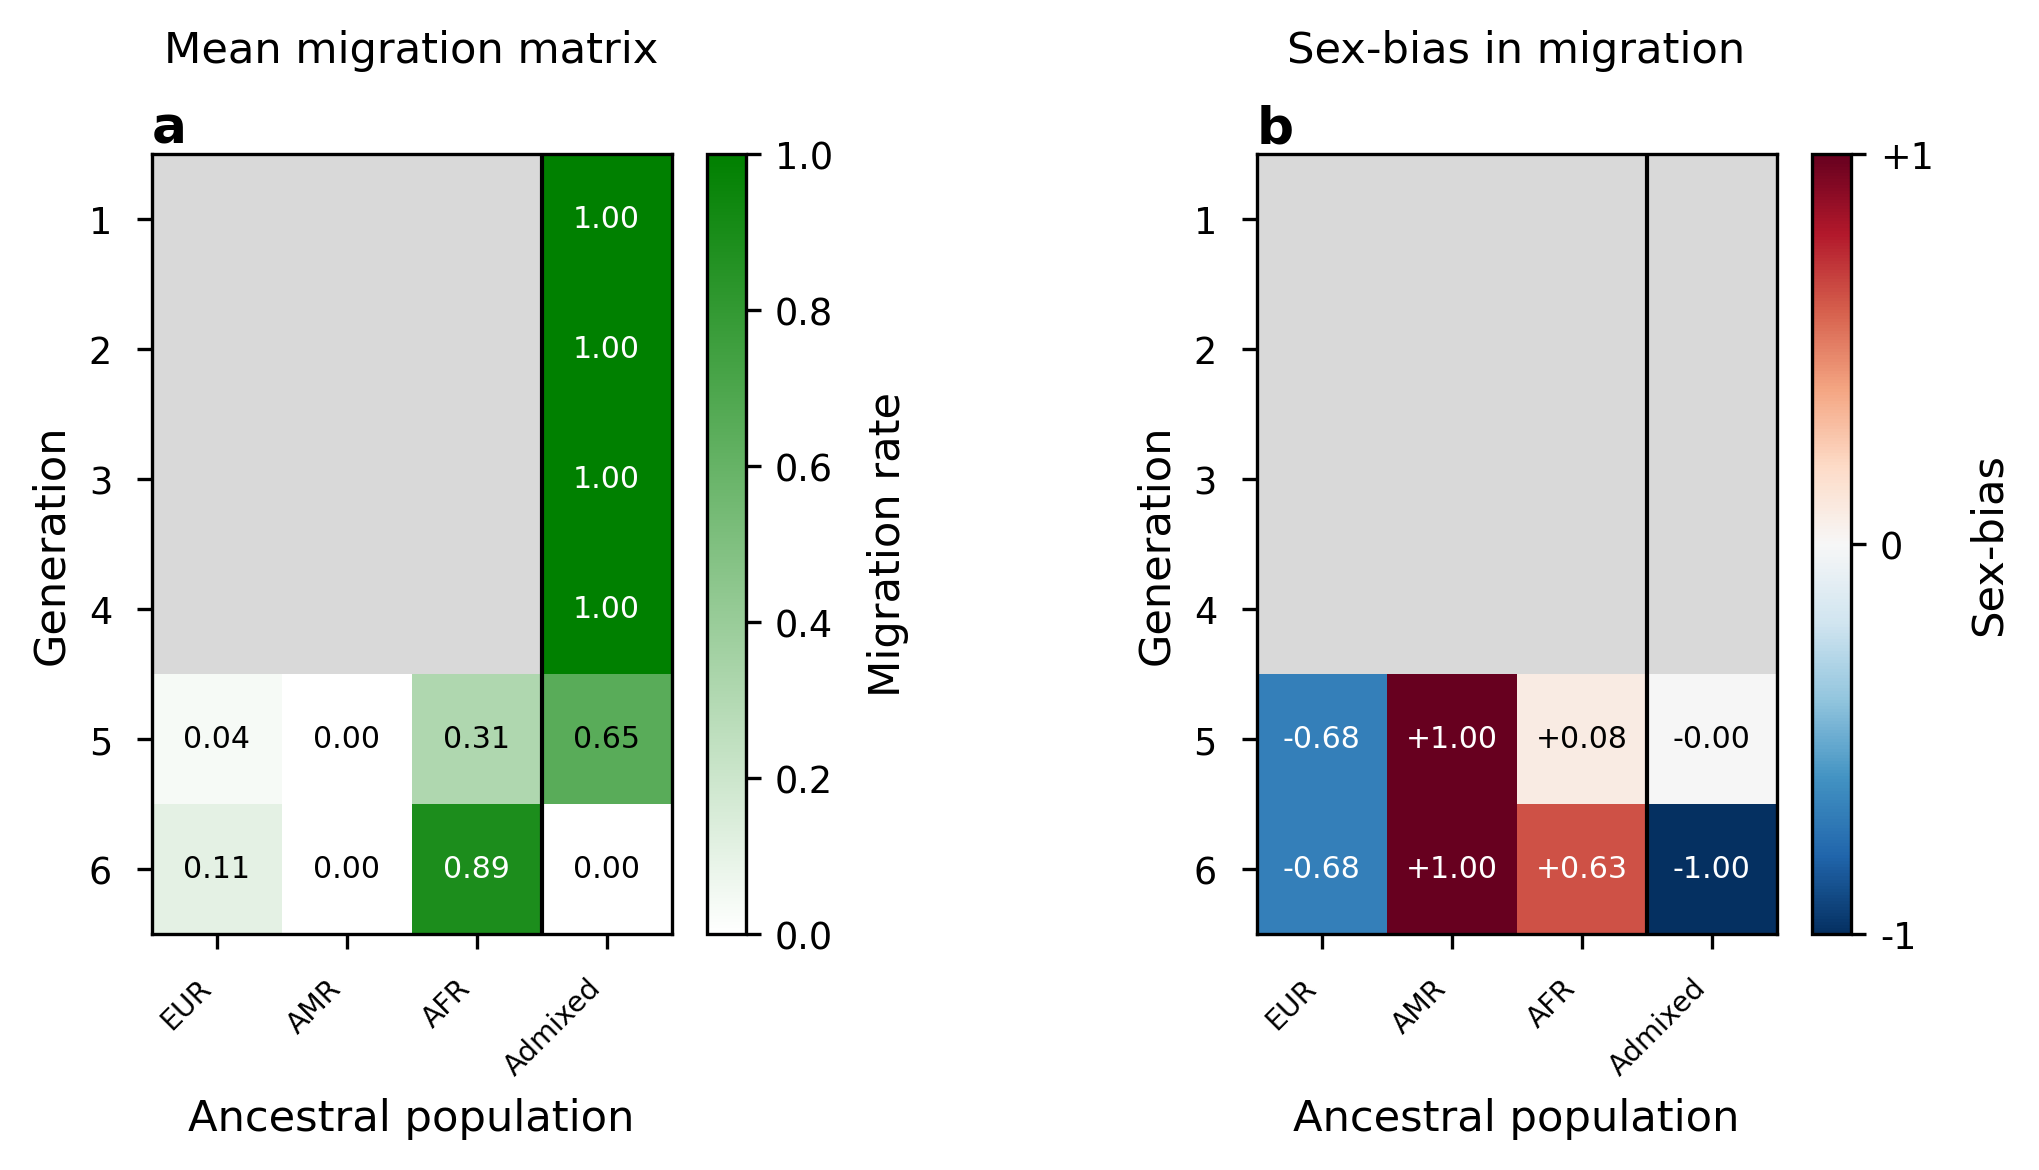 Mean migration matrix
a
1.00
1.00
1.00
1.00
0.04 0.00 0.31 0.65
0.11 0.00 0.89 0.00
1
2
3
4
5
6
Generation
EUR AMR AFR Admixed
Ancestral population
1.0
0.8
0.6
0.4
0.2
0.0
Migration rate
Sex-bias in migration
b
-0.68 +1.00 +0.08 -0.00
-0.68 +1.00 +0.63 -1.00
1
2
3
4
5
6
Generation
EUR AMR AFR Admixed
Ancestral population
+1
0
-1
Sex-bias